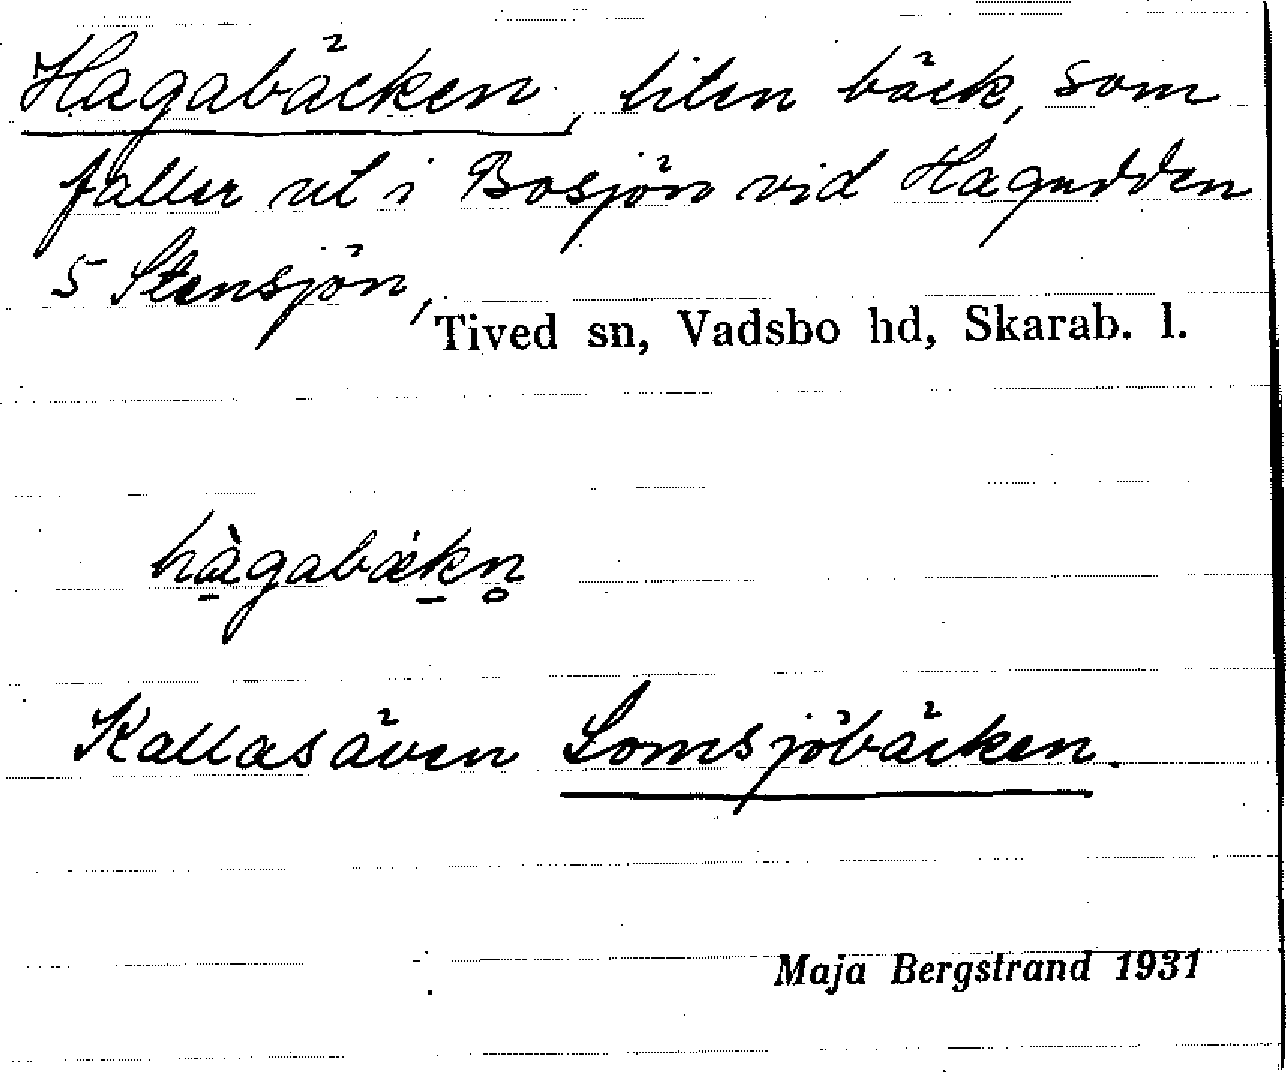 Hagabäcken, liten bäck, som
faller ut i Bosjön vid Hagudden
S Stensjön,
Tived sn, Vadsbo hd, Skarab. l.
hàgabäkn̥
Kallas även Lomsjöbäcken.
Maja Bergstrand 1931